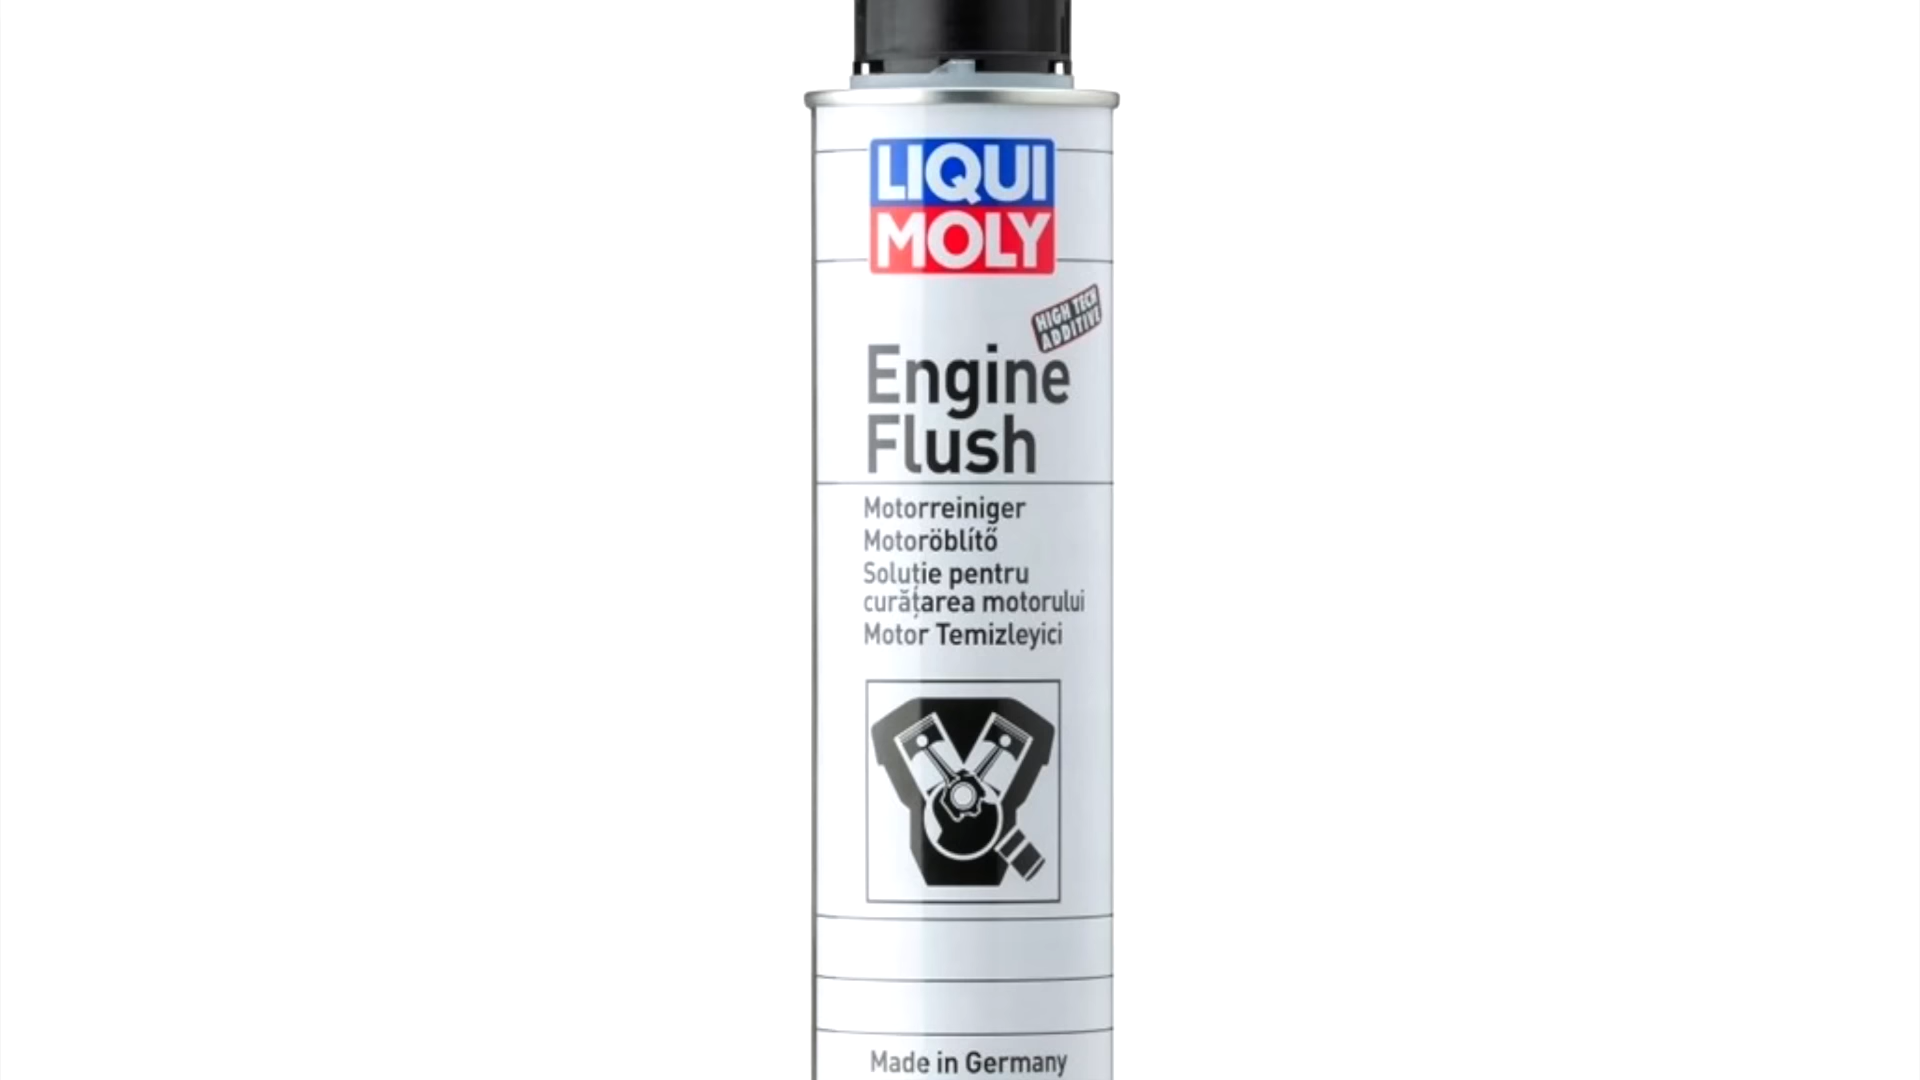 LIQUI
MOLY
HIGH TECH
ADDITIVE
Engine
Flush
Motorreiniger
Motoröblítő
Soluție pentru
curățarea motorului
Motor Temizleyici
Made in Germany